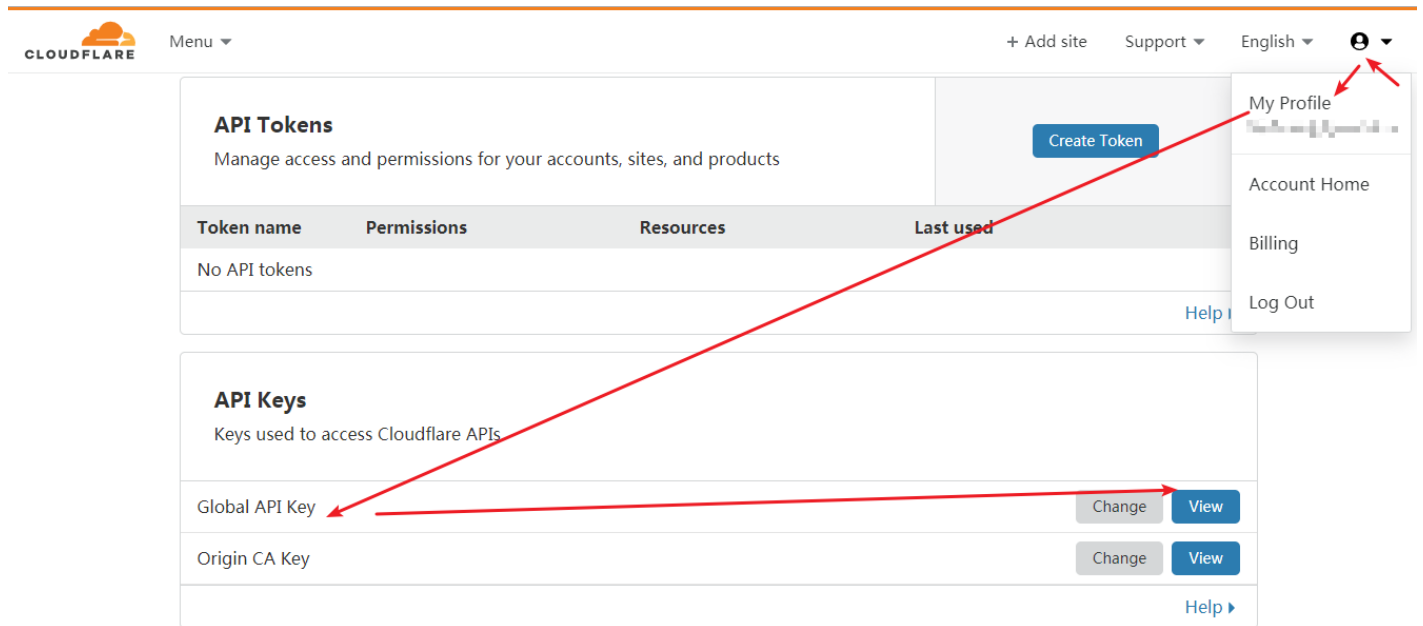 CLOUDFLARE Menu + Add site Support English
API Tokens
Manage access and permissions for your accounts, sites, and products
Create Token
My Profile
Account Home
Billing
Log Out
Token name Permissions Resources Last used
No API tokens
Help
API Keys
Keys used to access Cloudflare APIs
Global API Key Change View
Origin CA Key Change View
Help